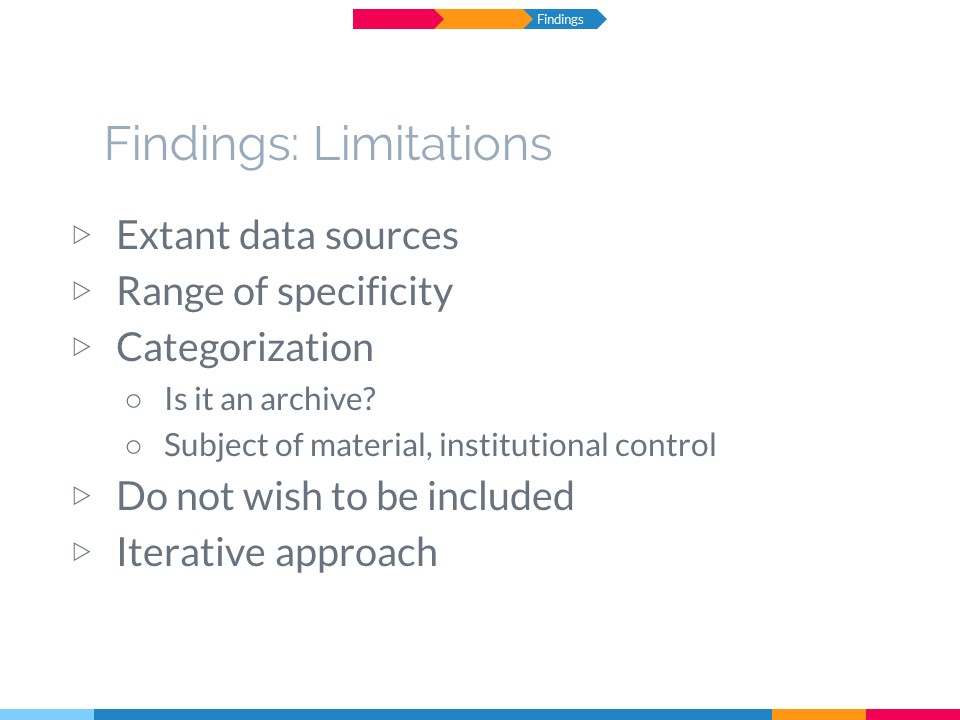 Findings
Findings: Limitations
▷ Extant data sources
▷ Range of specificity
▷ Categorization
○ Is it an archive?
○ Subject of material, institutional control
▷ Do not wish to be included
▷ Iterative approach